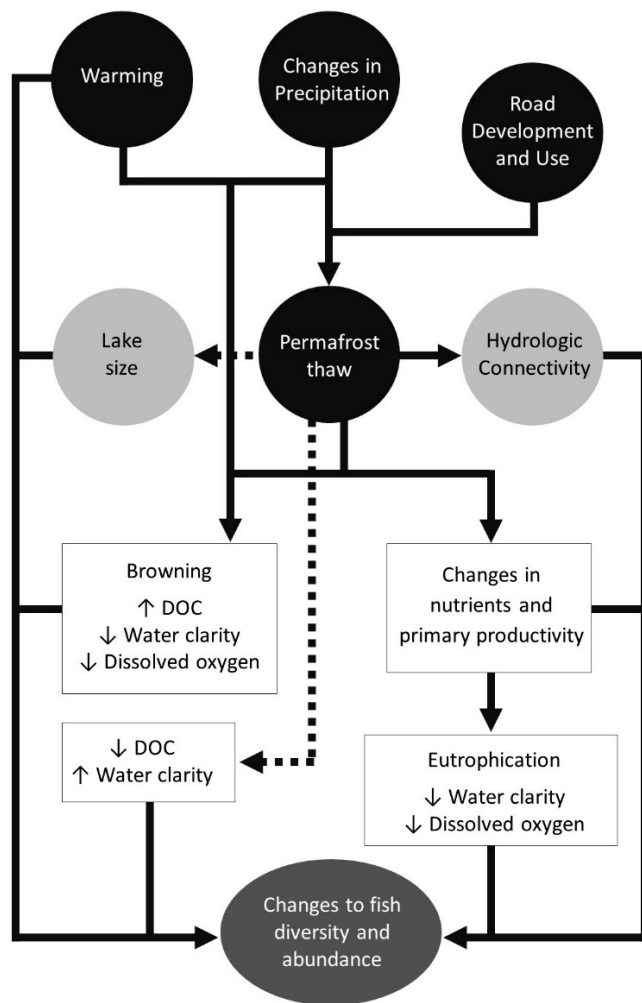 Warming
Changes in
Precipitation
Road
Development
and Use
Lake
size
Permafrost
thaw
Hydrologic
Connectivity
Browning
↑ DOC
↓ Water clarity
↓ Dissolved oxygen
Changes in
nutrients and
primary productivity
↓ DOC
↑ Water clarity
Eutrophication
↓ Water clarity
↓ Dissolved oxygen
Changes to fish
diversity and
abundance